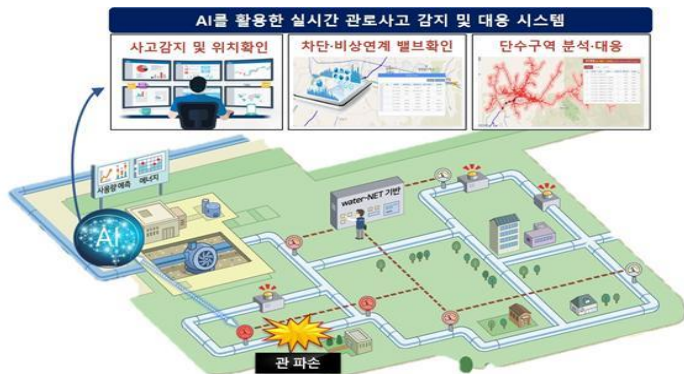 AI를 활용한 실시간 관로사고 감지 및 대응 시스템
사고감지 및 위치확인
차단·비상연계 밸브확인
단수구역 분석·대응
사용량 예측
에너지
water-NET 기반
AI
관 파손